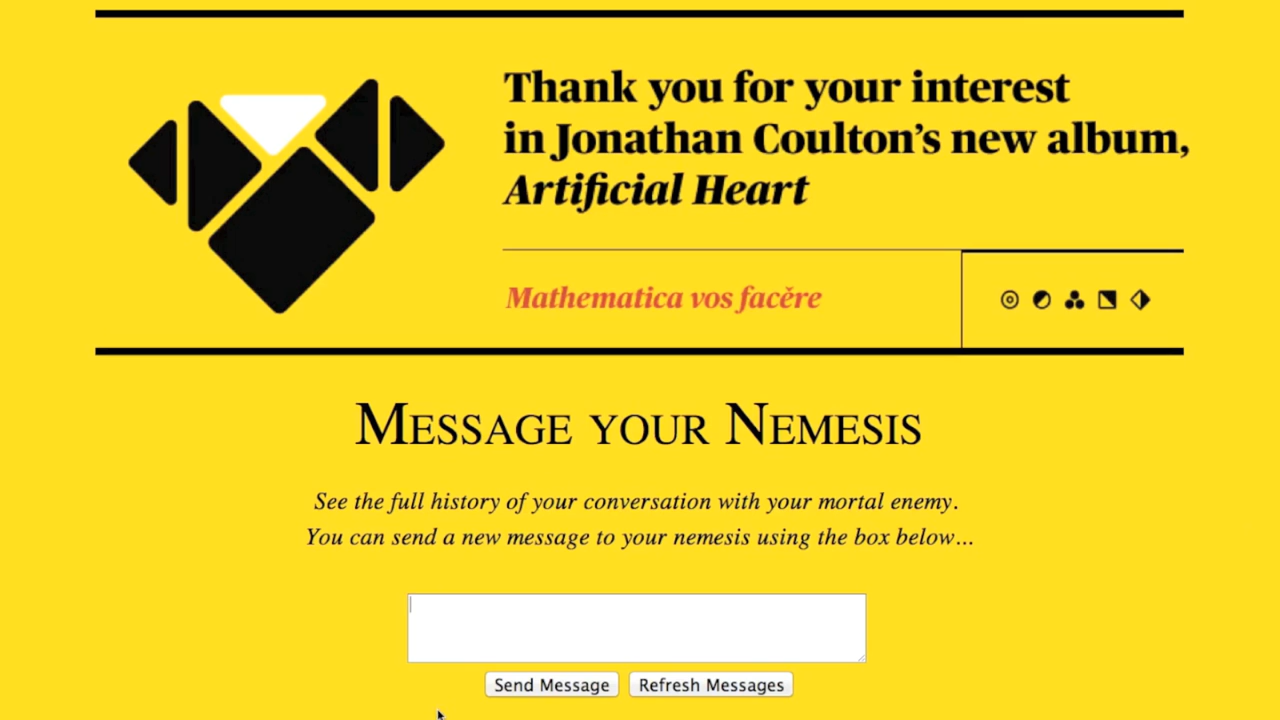 Thank you for your interest
in Jonathan Coulton’s new album,
Artificial Heart
Mathematica vos facěre
Message your Nemesis
See the full history of your conversation with your mortal enemy.
You can send a new message to your nemesis using the box below...
Send Message
Refresh Messages